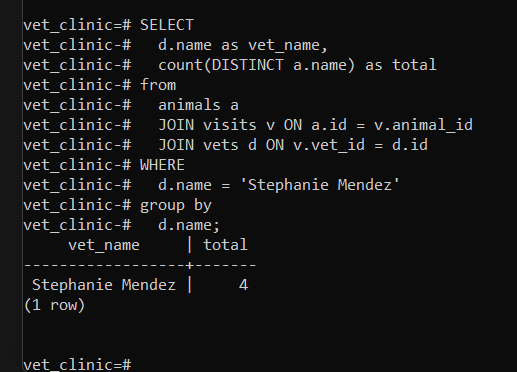 vet_clinic=# SELECT
vet_clinic-#   d.name as vet_name,
vet_clinic-#   count(DISTINCT a.name) as total
vet_clinic-# from
vet_clinic-#   animals a
vet_clinic-#   JOIN visits v ON a.id = v.animal_id
vet_clinic-#   JOIN vets d ON v.vet_id = d.id
vet_clinic-# WHERE
vet_clinic-#   d.name = 'Stephanie Mendez'
vet_clinic-# group by
vet_clinic-#   d.name;
     vet_name     | total
------------------+-------
 Stephanie Mendez |     4
(1 row)
vet_clinic=#